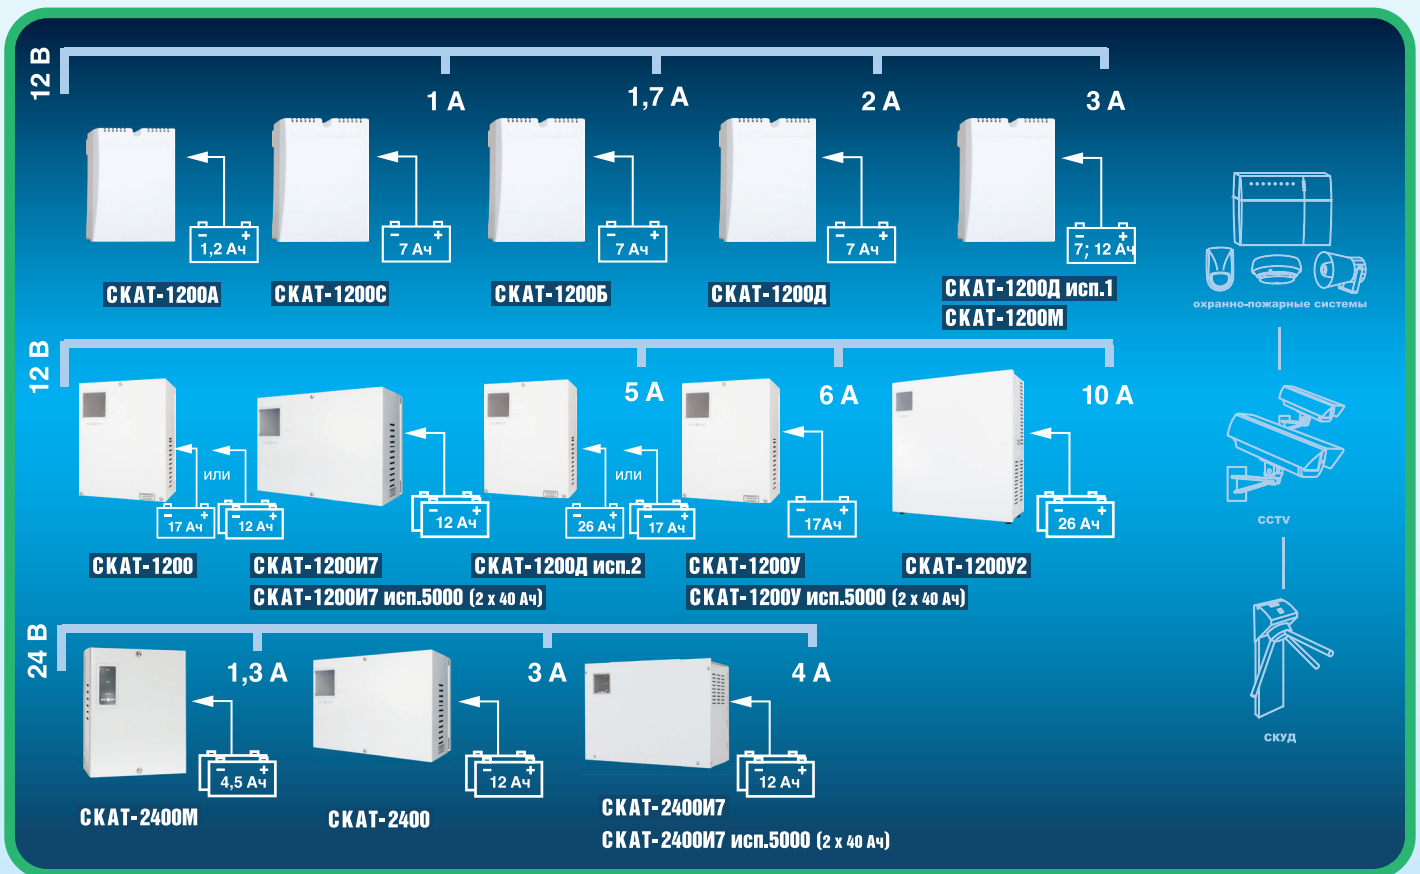 12 В
1 А
1,7 А
2 А
3 А
1,2 Ач
7 Ач
7 Ач
7 Ач
7; 12 Ач
СКАТ-1200А
СКАТ-1200С
СКАТ-1200Б
СКАТ-1200Д
СКАТ-1200Д исп.1
СКАТ-1200М
охранно-пожарные системы
12 В
5 А
6 А
10 А
или
или
17 Ач
12 Ач
12 Ач
26 Ач
17 Ач
17Ач
26 Ач
СКАТ-1200
СКАТ-1200И7
СКАТ-1200Д исп.2
СКАТ-1200У
СКАТ-1200У2
СКАТ-1200И7 исп.5000 (2 х 40 Ач)
СКАТ-1200У исп.5000 (2 х 40 Ач)
CCTV
24 В
1,3 А
3 А
4 А
4,5 Ач
12 Ач
12 Ач
СКАТ-2400М
СКАТ-2400
СКАТ-2400И7
СКАТ-2400И7 исп.5000 (2 х 40 Ач)
СКУД